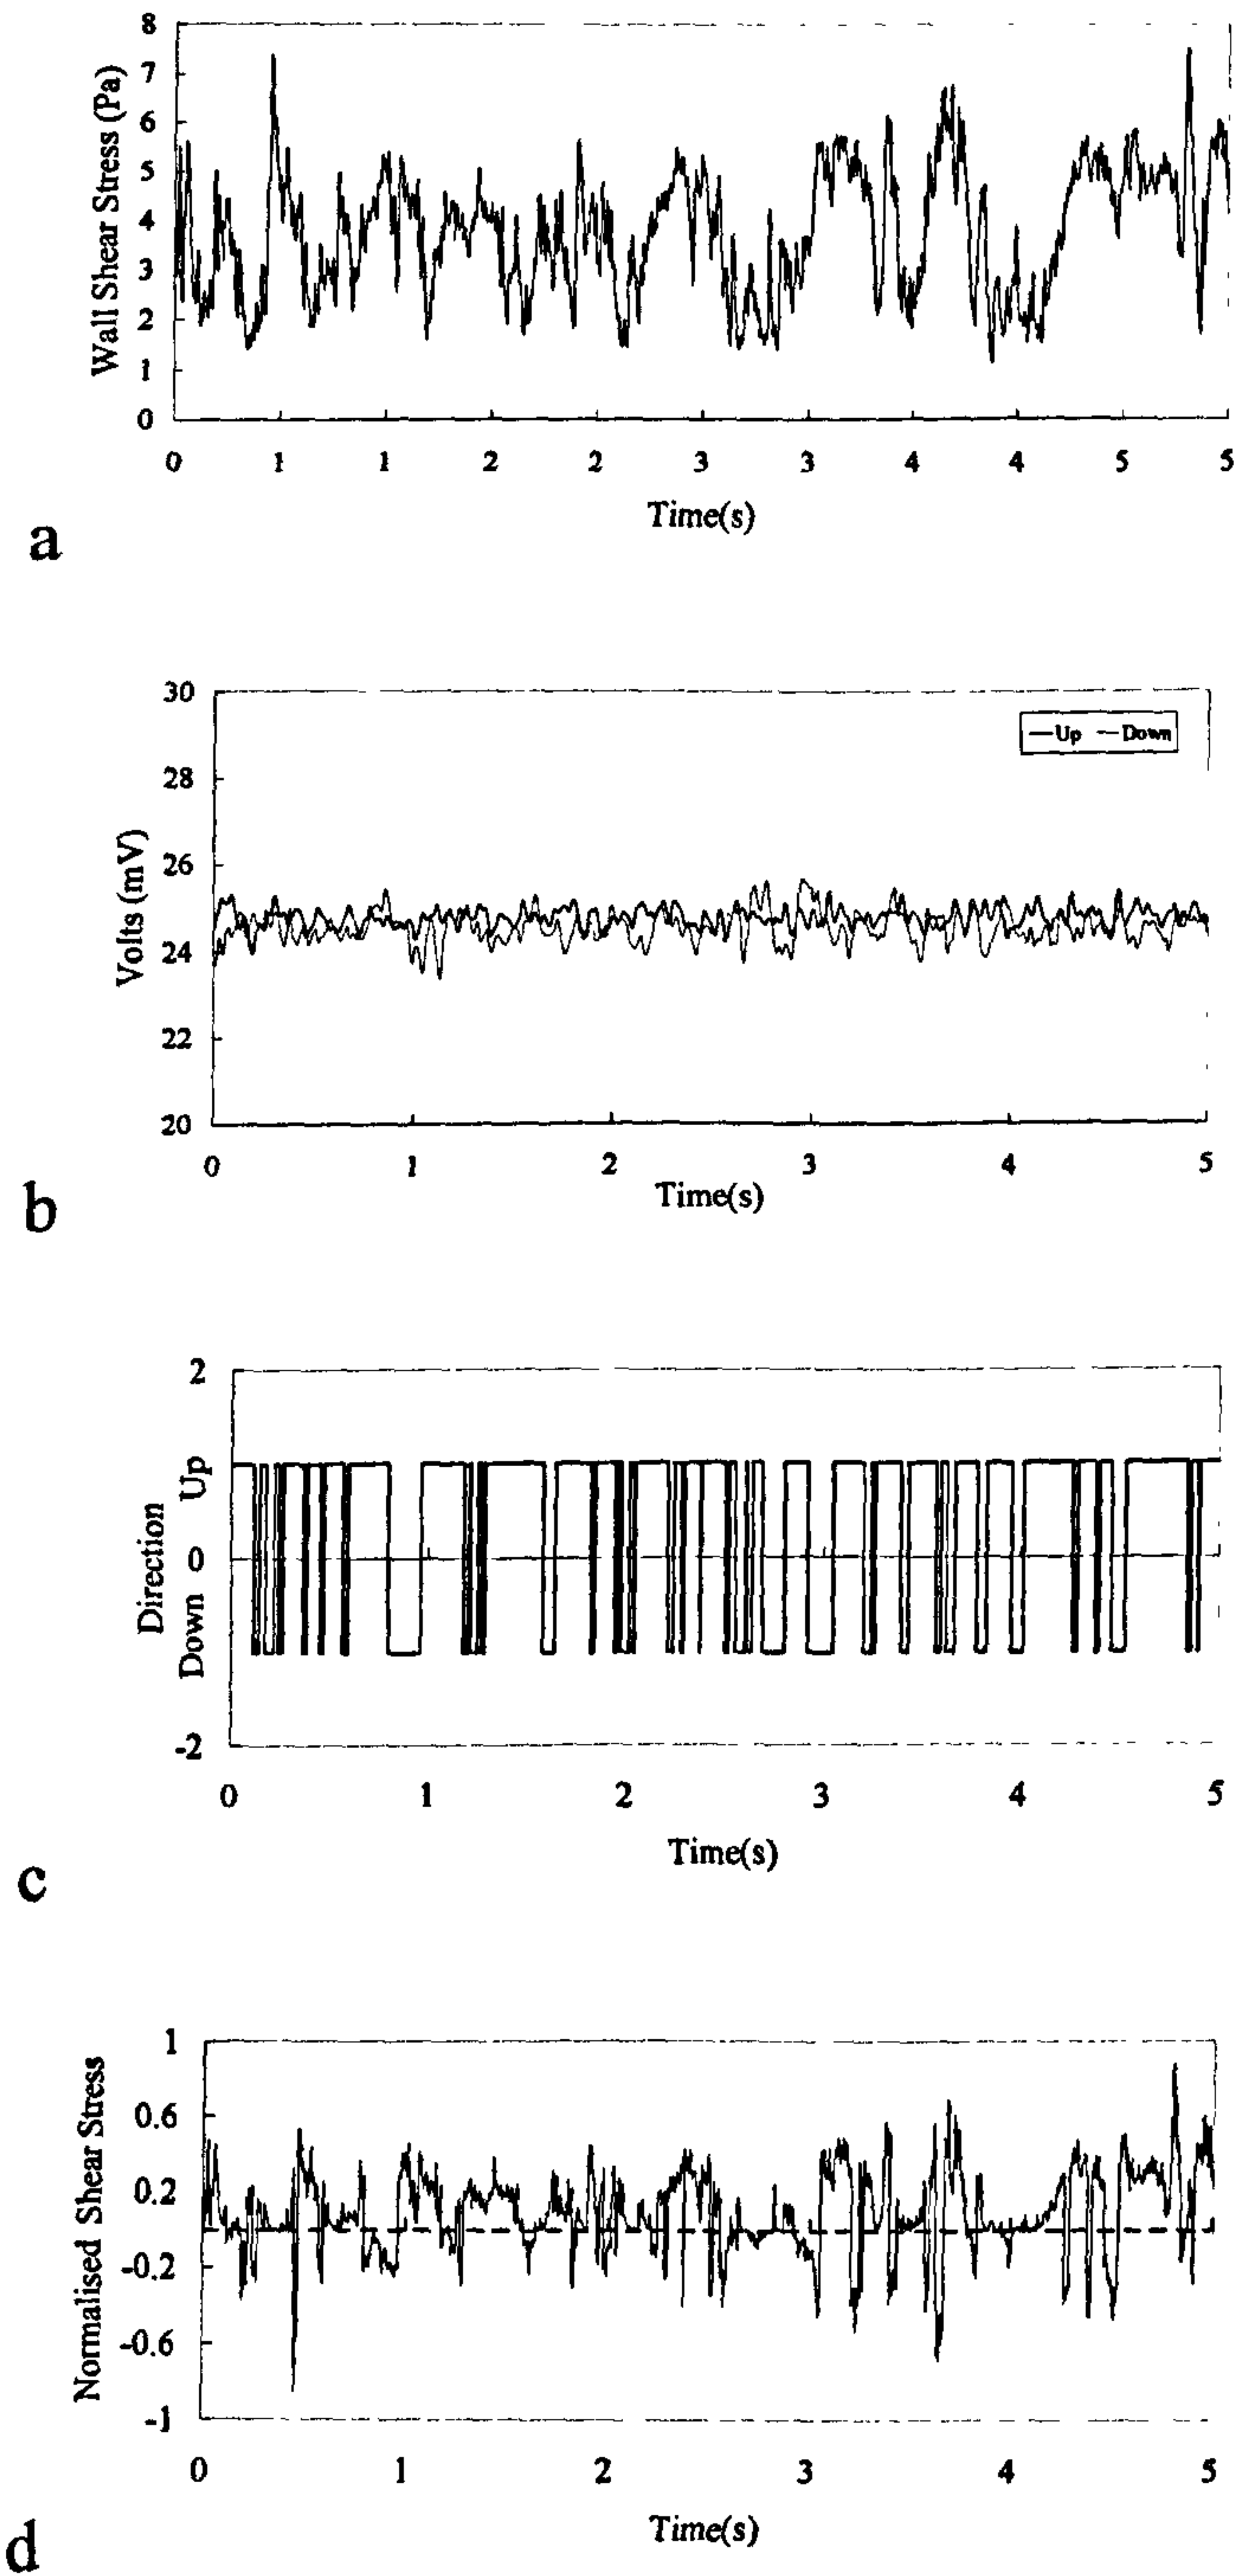 8
7
6
5
4
3
2
1
0
Wall Shear Stress (Pa)
0 1 1 2 2 3 3 4 4 5 5
Time(s)
a
30
28
26
24
22
20
Volts (mV)
Up Down
0 1 2 3 4 5
Time(s)
b
2
0
-2
Direction
Down Up
0 1 2 3 4 5
Time(s)
c
1
0.6
0.2
-0.2
-0.6
-1
Normalised Shear Stress
0 1 2 3 4 5
Time(s)
d